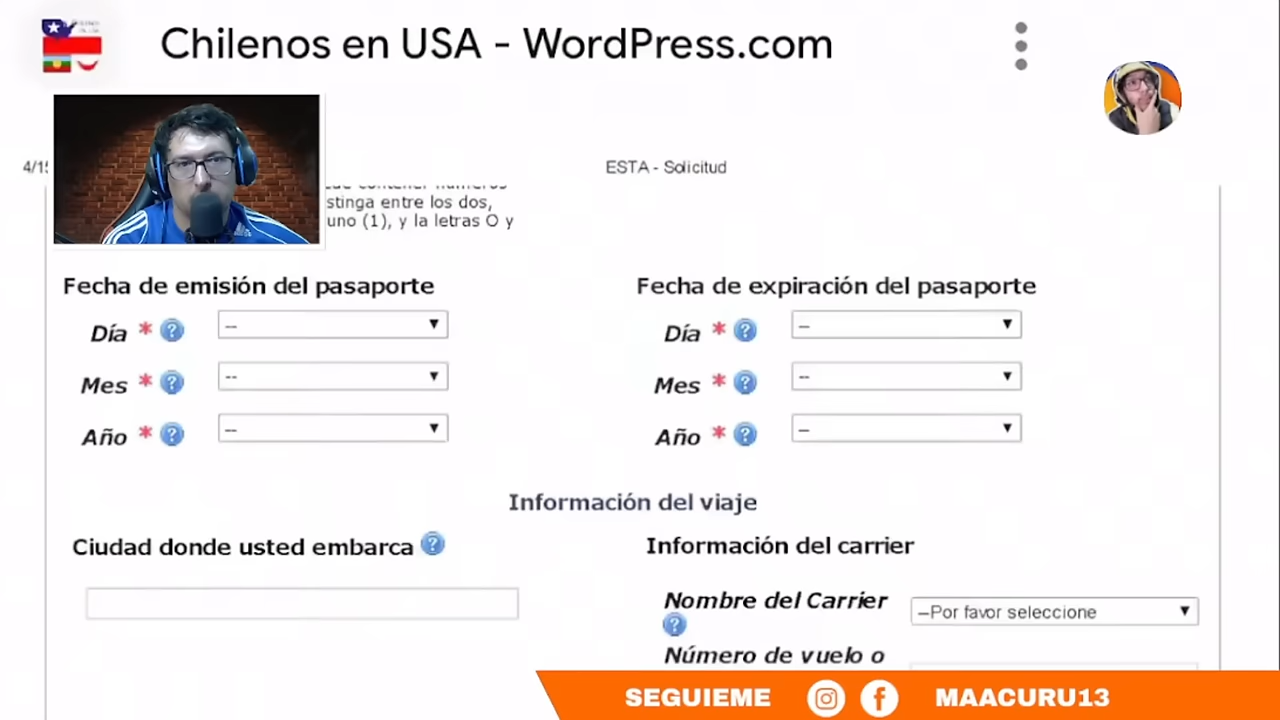 Chilenos en USA - WordPress.com
ESTA - Solicitud
stinga entre los dos,
uno (1), y la letras O y
Fecha de emisión del pasaporte
Día * ? --
Mes * ? --
Año * ? --
Fecha de expiración del pasaporte
Día * ? --
Mes * ? --
Año * ? --
Información del viaje
Ciudad donde usted embarca ?
Información del carrier
Nombre del Carrier ? --Por favor seleccione
Número de vuelo o
SEGUIEME MAACURU13